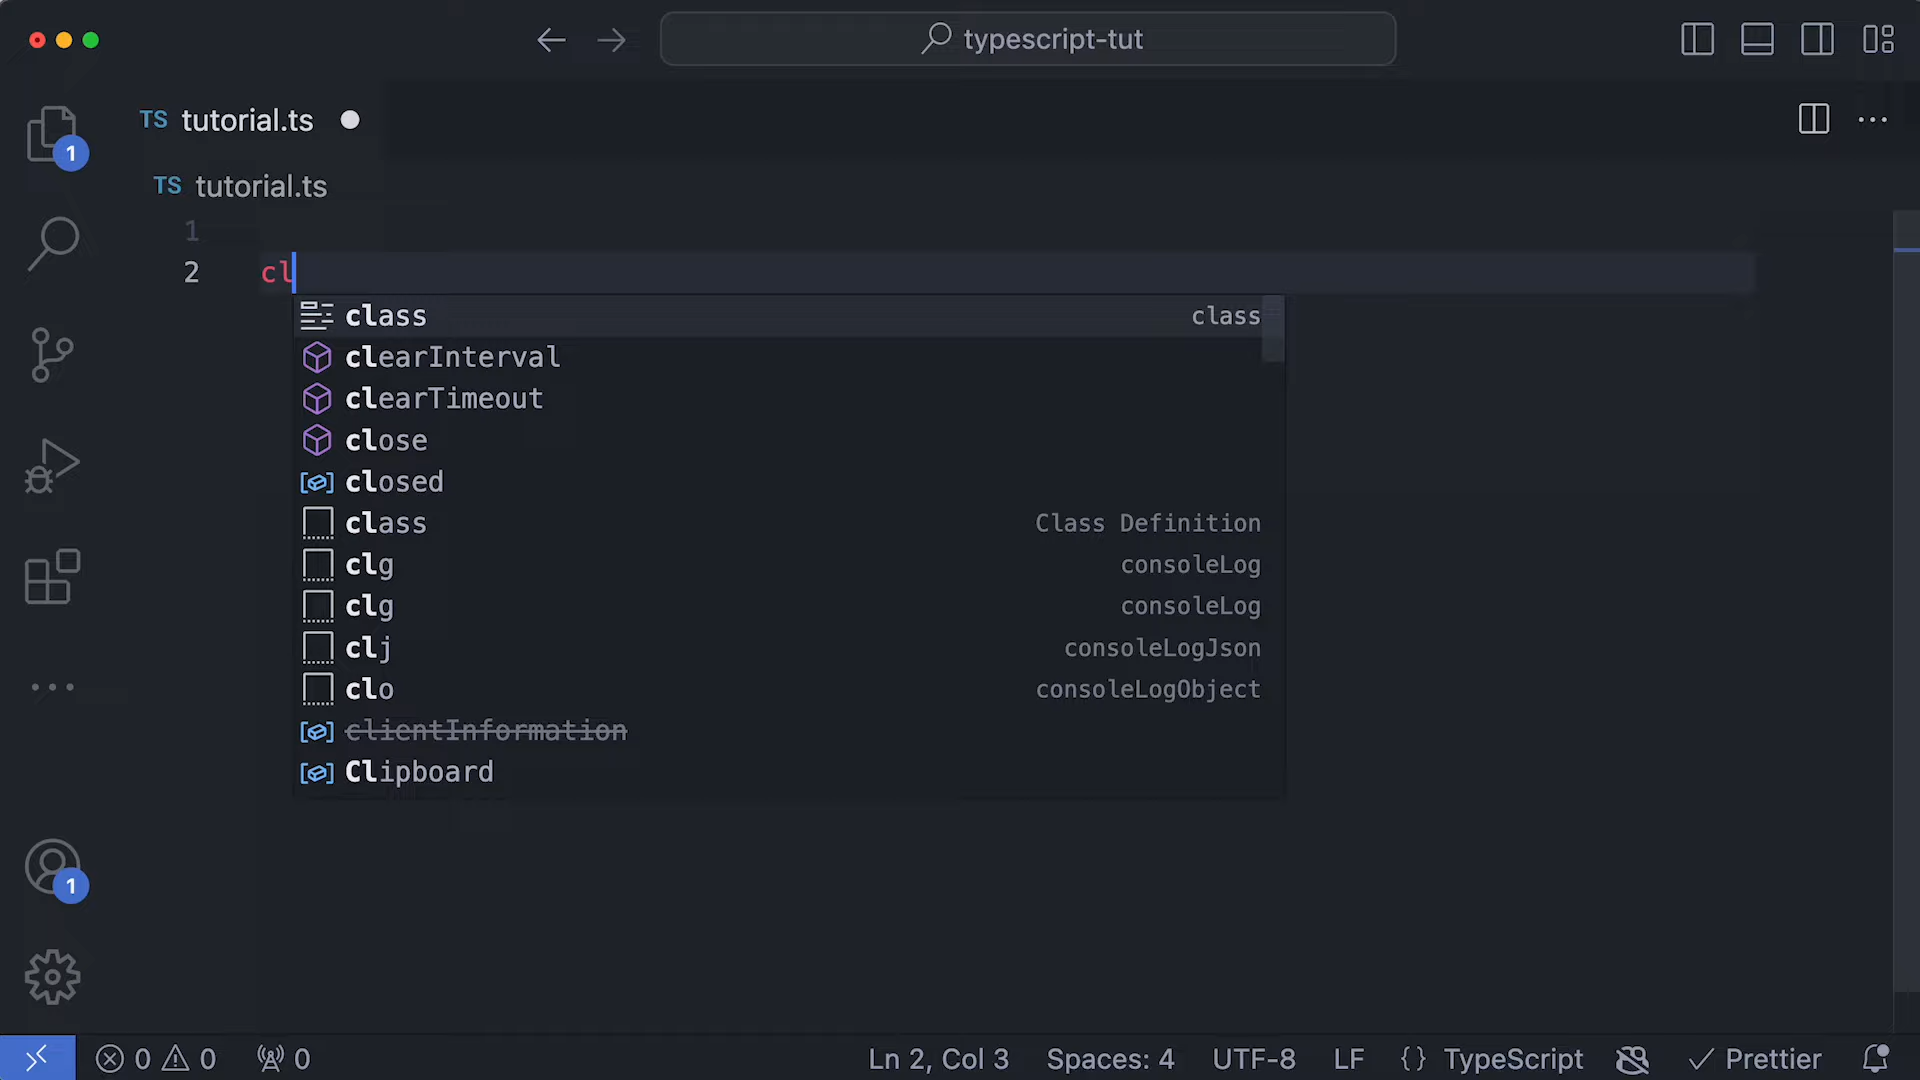 typescript-tut
TS tutorial.ts
1
TS tutorial.ts
1
2 cl
class class
clearInterval
clearTimeout
close
closed
class Class Definition
clg consoleLog
clg consoleLog
clj consoleLogJson
clo consoleLogObject
clientInformation
Clipboard
1
0 0 0 Ln 2, Col 3 Spaces: 4 UTF-8 LF {} TypeScript Prettier